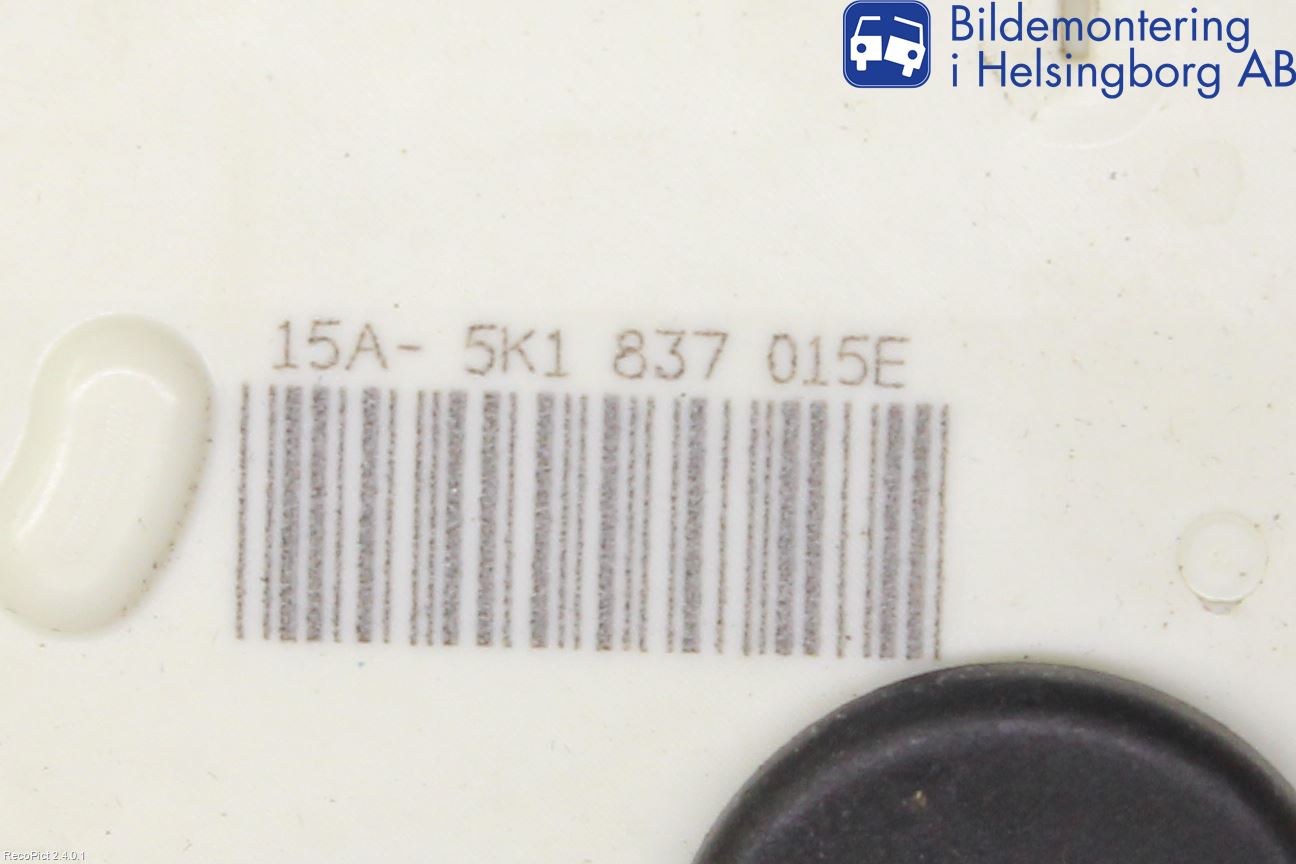 Bildemontering
i Helsingborg AB
15A- 5K1 837 015E
RecoPict 2.4.0.1